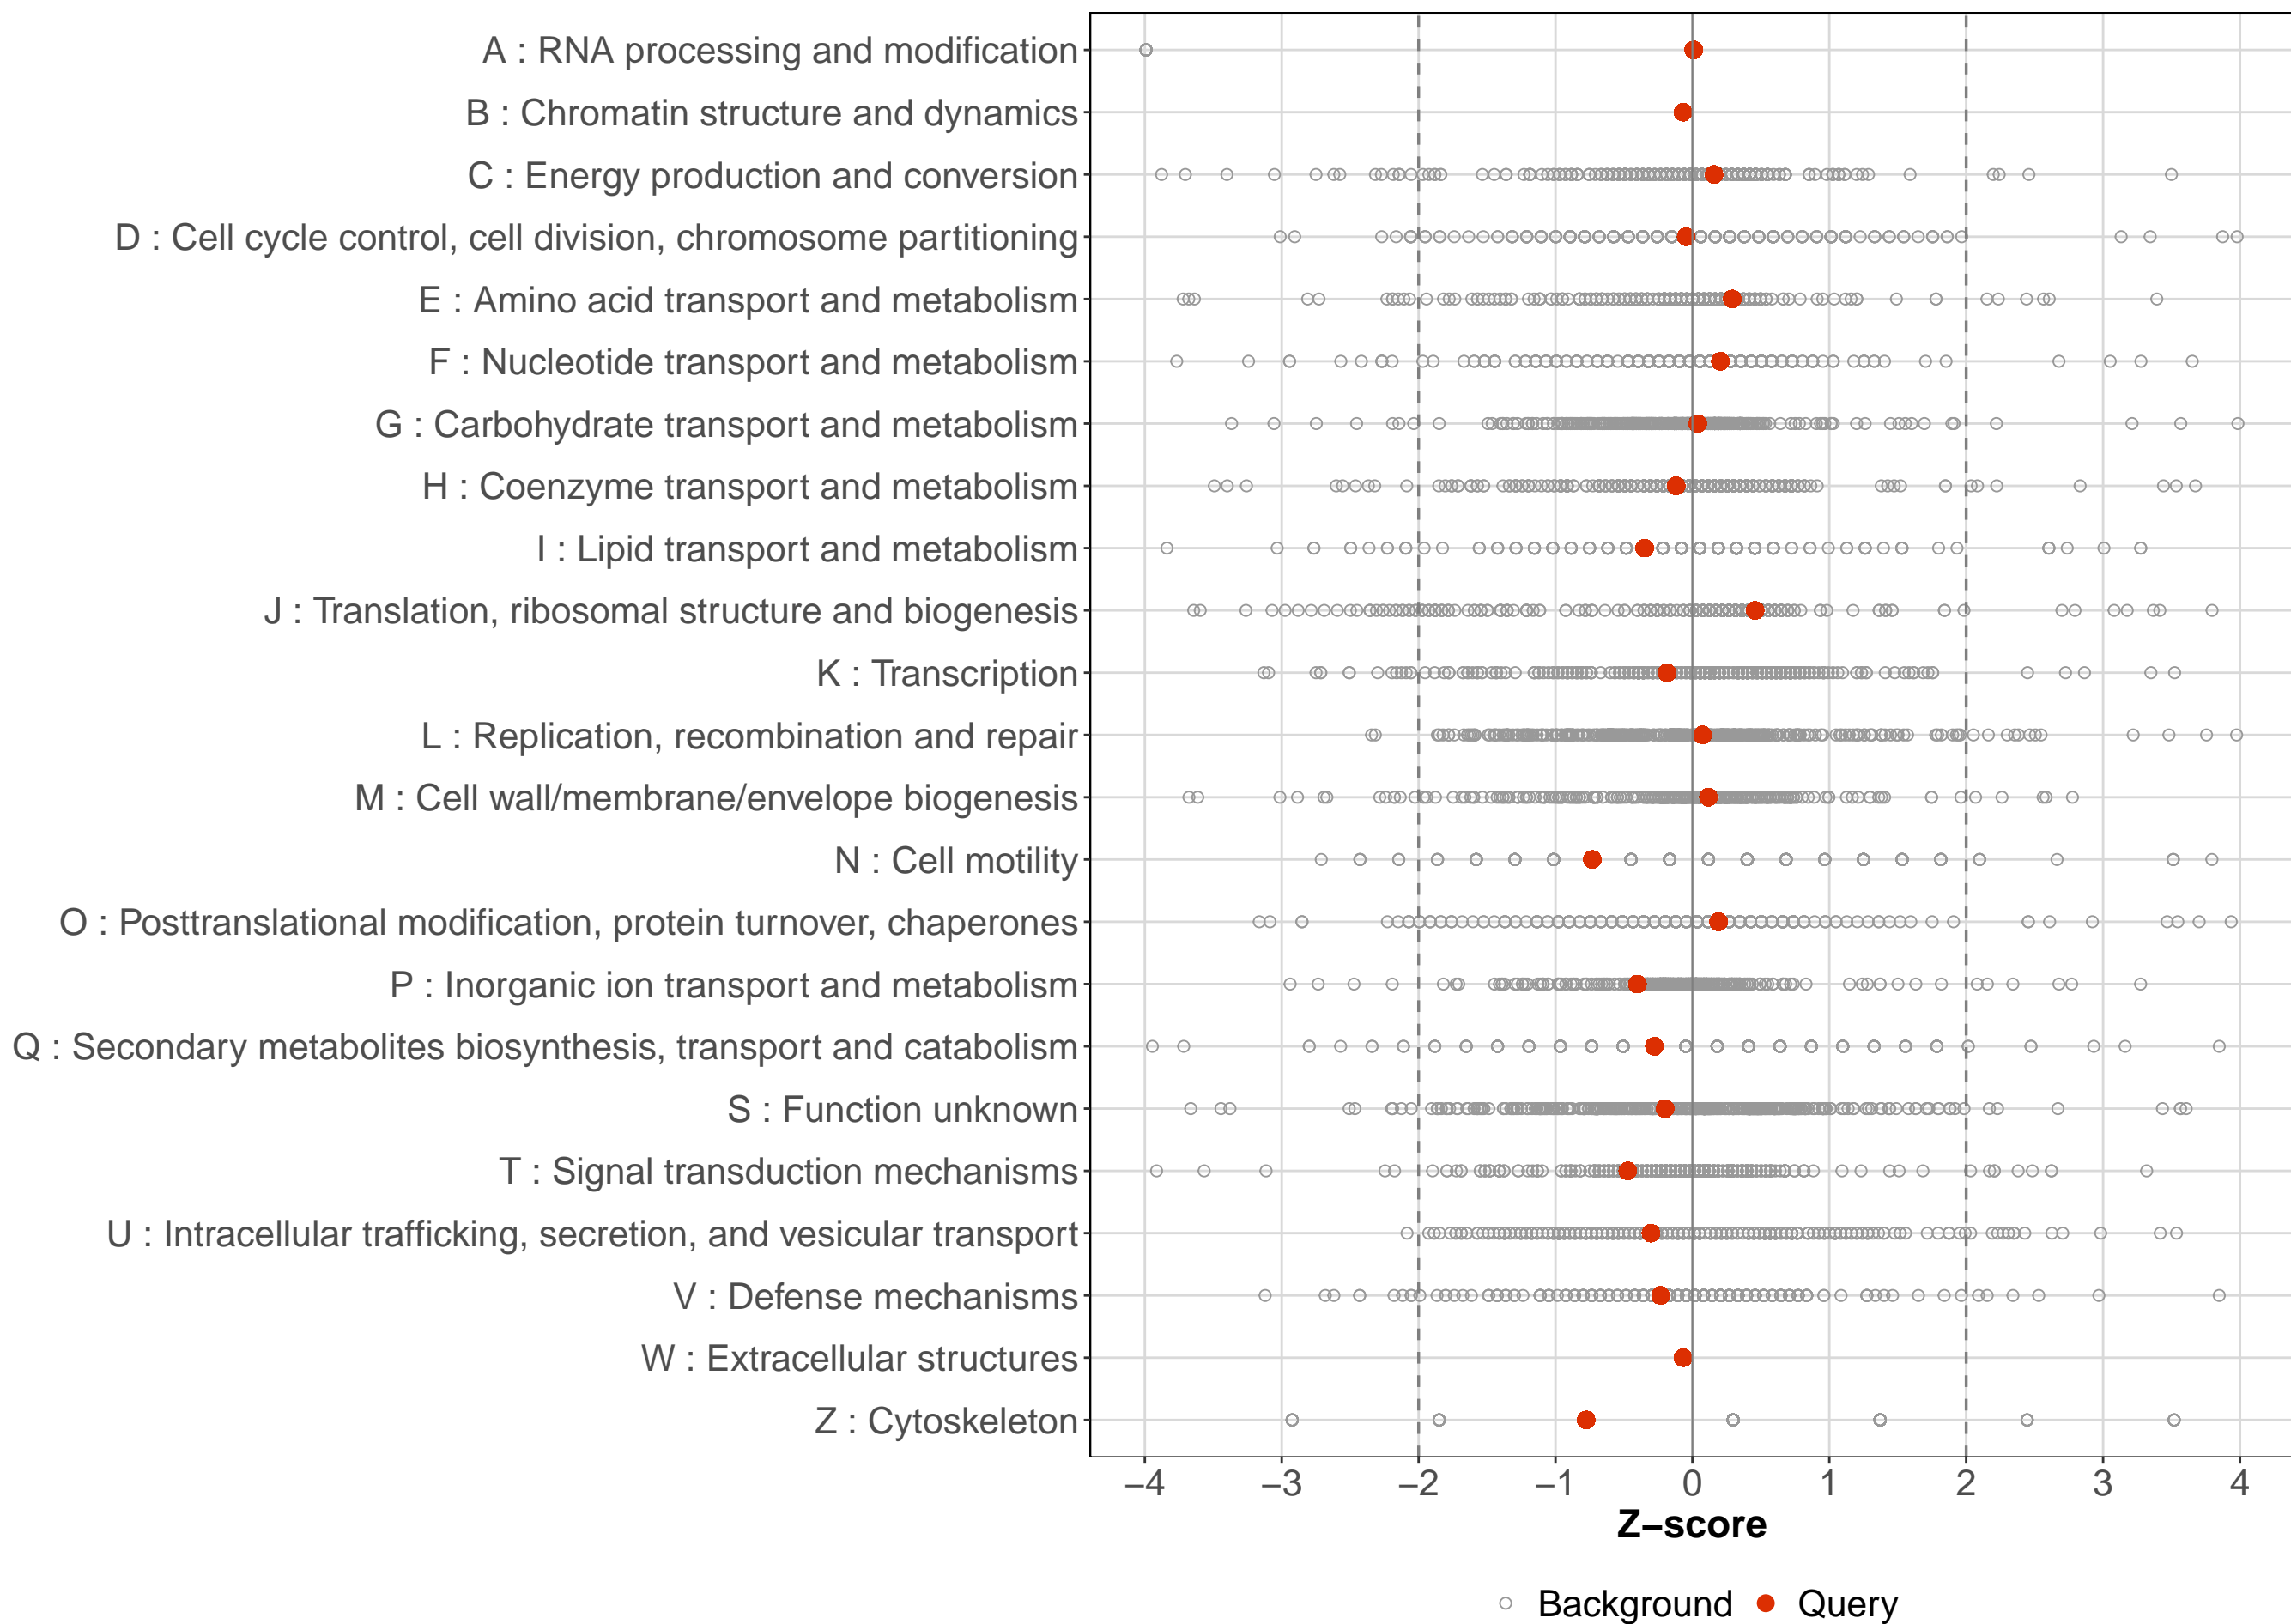 A : RNA processing and modification
B : Chromatin structure and dynamics
C : Energy production and conversion
D : Cell cycle control, cell division, chromosome partitioning
E : Amino acid transport and metabolism
F : Nucleotide transport and metabolism
G : Carbohydrate transport and metabolism
H : Coenzyme transport and metabolism
I : Lipid transport and metabolism
J : Translation, ribosomal structure and biogenesis
K : Transcription
L : Replication, recombination and repair
M : Cell wall/membrane/envelope biogenesis
N : Cell motility
O : Posttranslational modification, protein turnover, chaperones
P : Inorganic ion transport and metabolism
Q : Secondary metabolites biosynthesis, transport and catabolism
S : Function unknown
T : Signal transduction mechanisms
U : Intracellular trafficking, secretion, and vesicular transport
V : Defense mechanisms
W : Extracellular structures
Z : Cytoskeleton
−4 −3 −2 −1 0 1 2 3 4
Z−score
Background Query